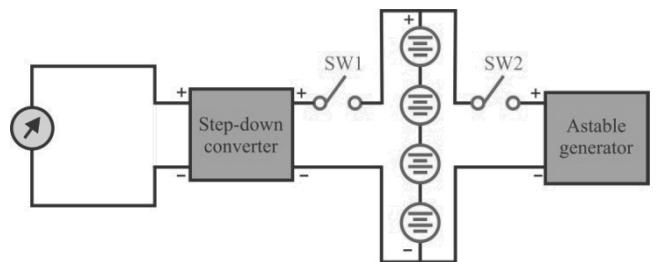 +
SW1
SW2
+
+
+
Step-down
converter
Astable
generator
−
−
−
−